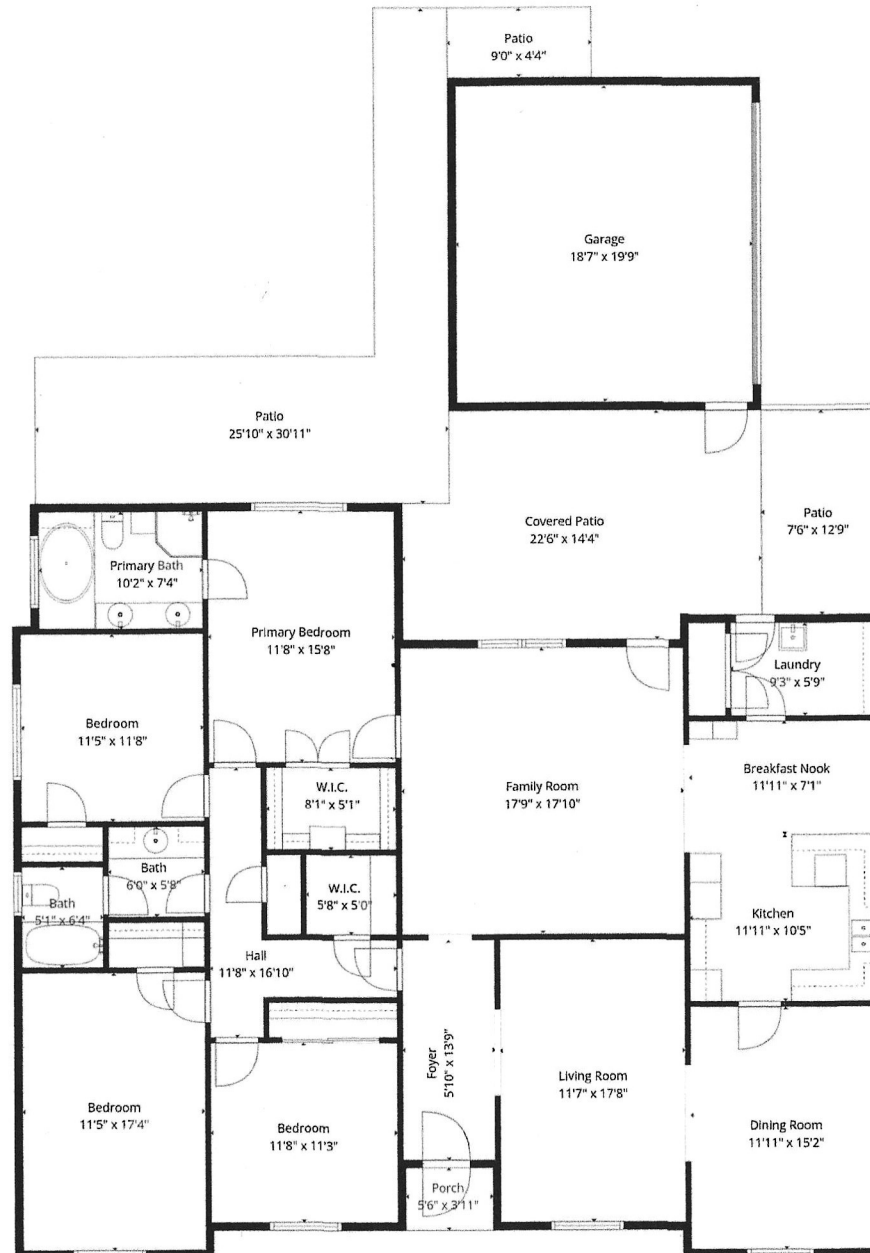 Patio
9'0" x 4'4"
Garage
18'7" x 19'9"
Patio
25'10" x 30'11"
Covered Patio
22'6" x 14'4"
Patio
7'6" x 12'9"
Primary Bath
10'2" x 7'4"
Primary Bedroom
11'8" x 15'8"
Laundry
9'3" x 5'9"
Bedroom
11'5" x 11'8"
W.I.C.
8'1" x 5'1"
Family Room
17'9" x 17'10"
Breakfast Nook
11'11" x 7'1"
Bath
6'0" x 5'8"
W.I.C.
5'8" x 5'0"
Bath
5'1" x 6'4"
Kitchen
11'11" x 10'5"
Hall
11'8" x 16'10"
Foyer
5'10" x 13'9"
Living Room
11'7" x 17'8"
Bedroom
11'5" x 17'4"
Bedroom
11'8" x 11'3"
Dining Room
11'11" x 15'2"
Porch
5'6" x 3'11"